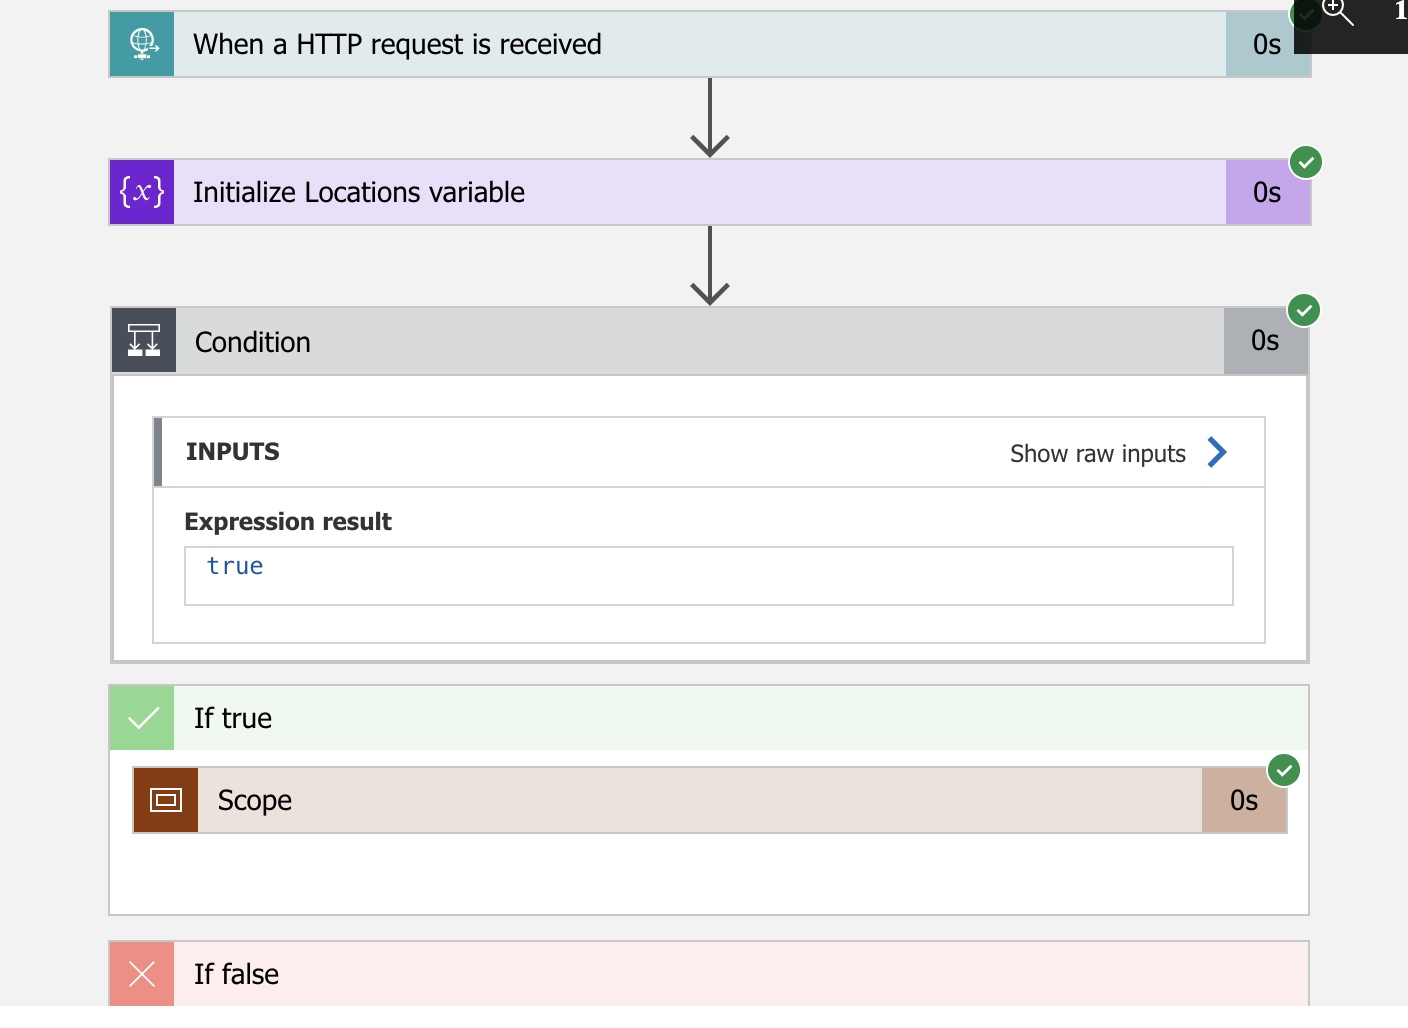 When a HTTP request is received
0s
1
{x}
Initialize Locations variable
0s
Condition
0s
INPUTS
Show raw inputs
Expression result
true
If true
Scope
0s
If false